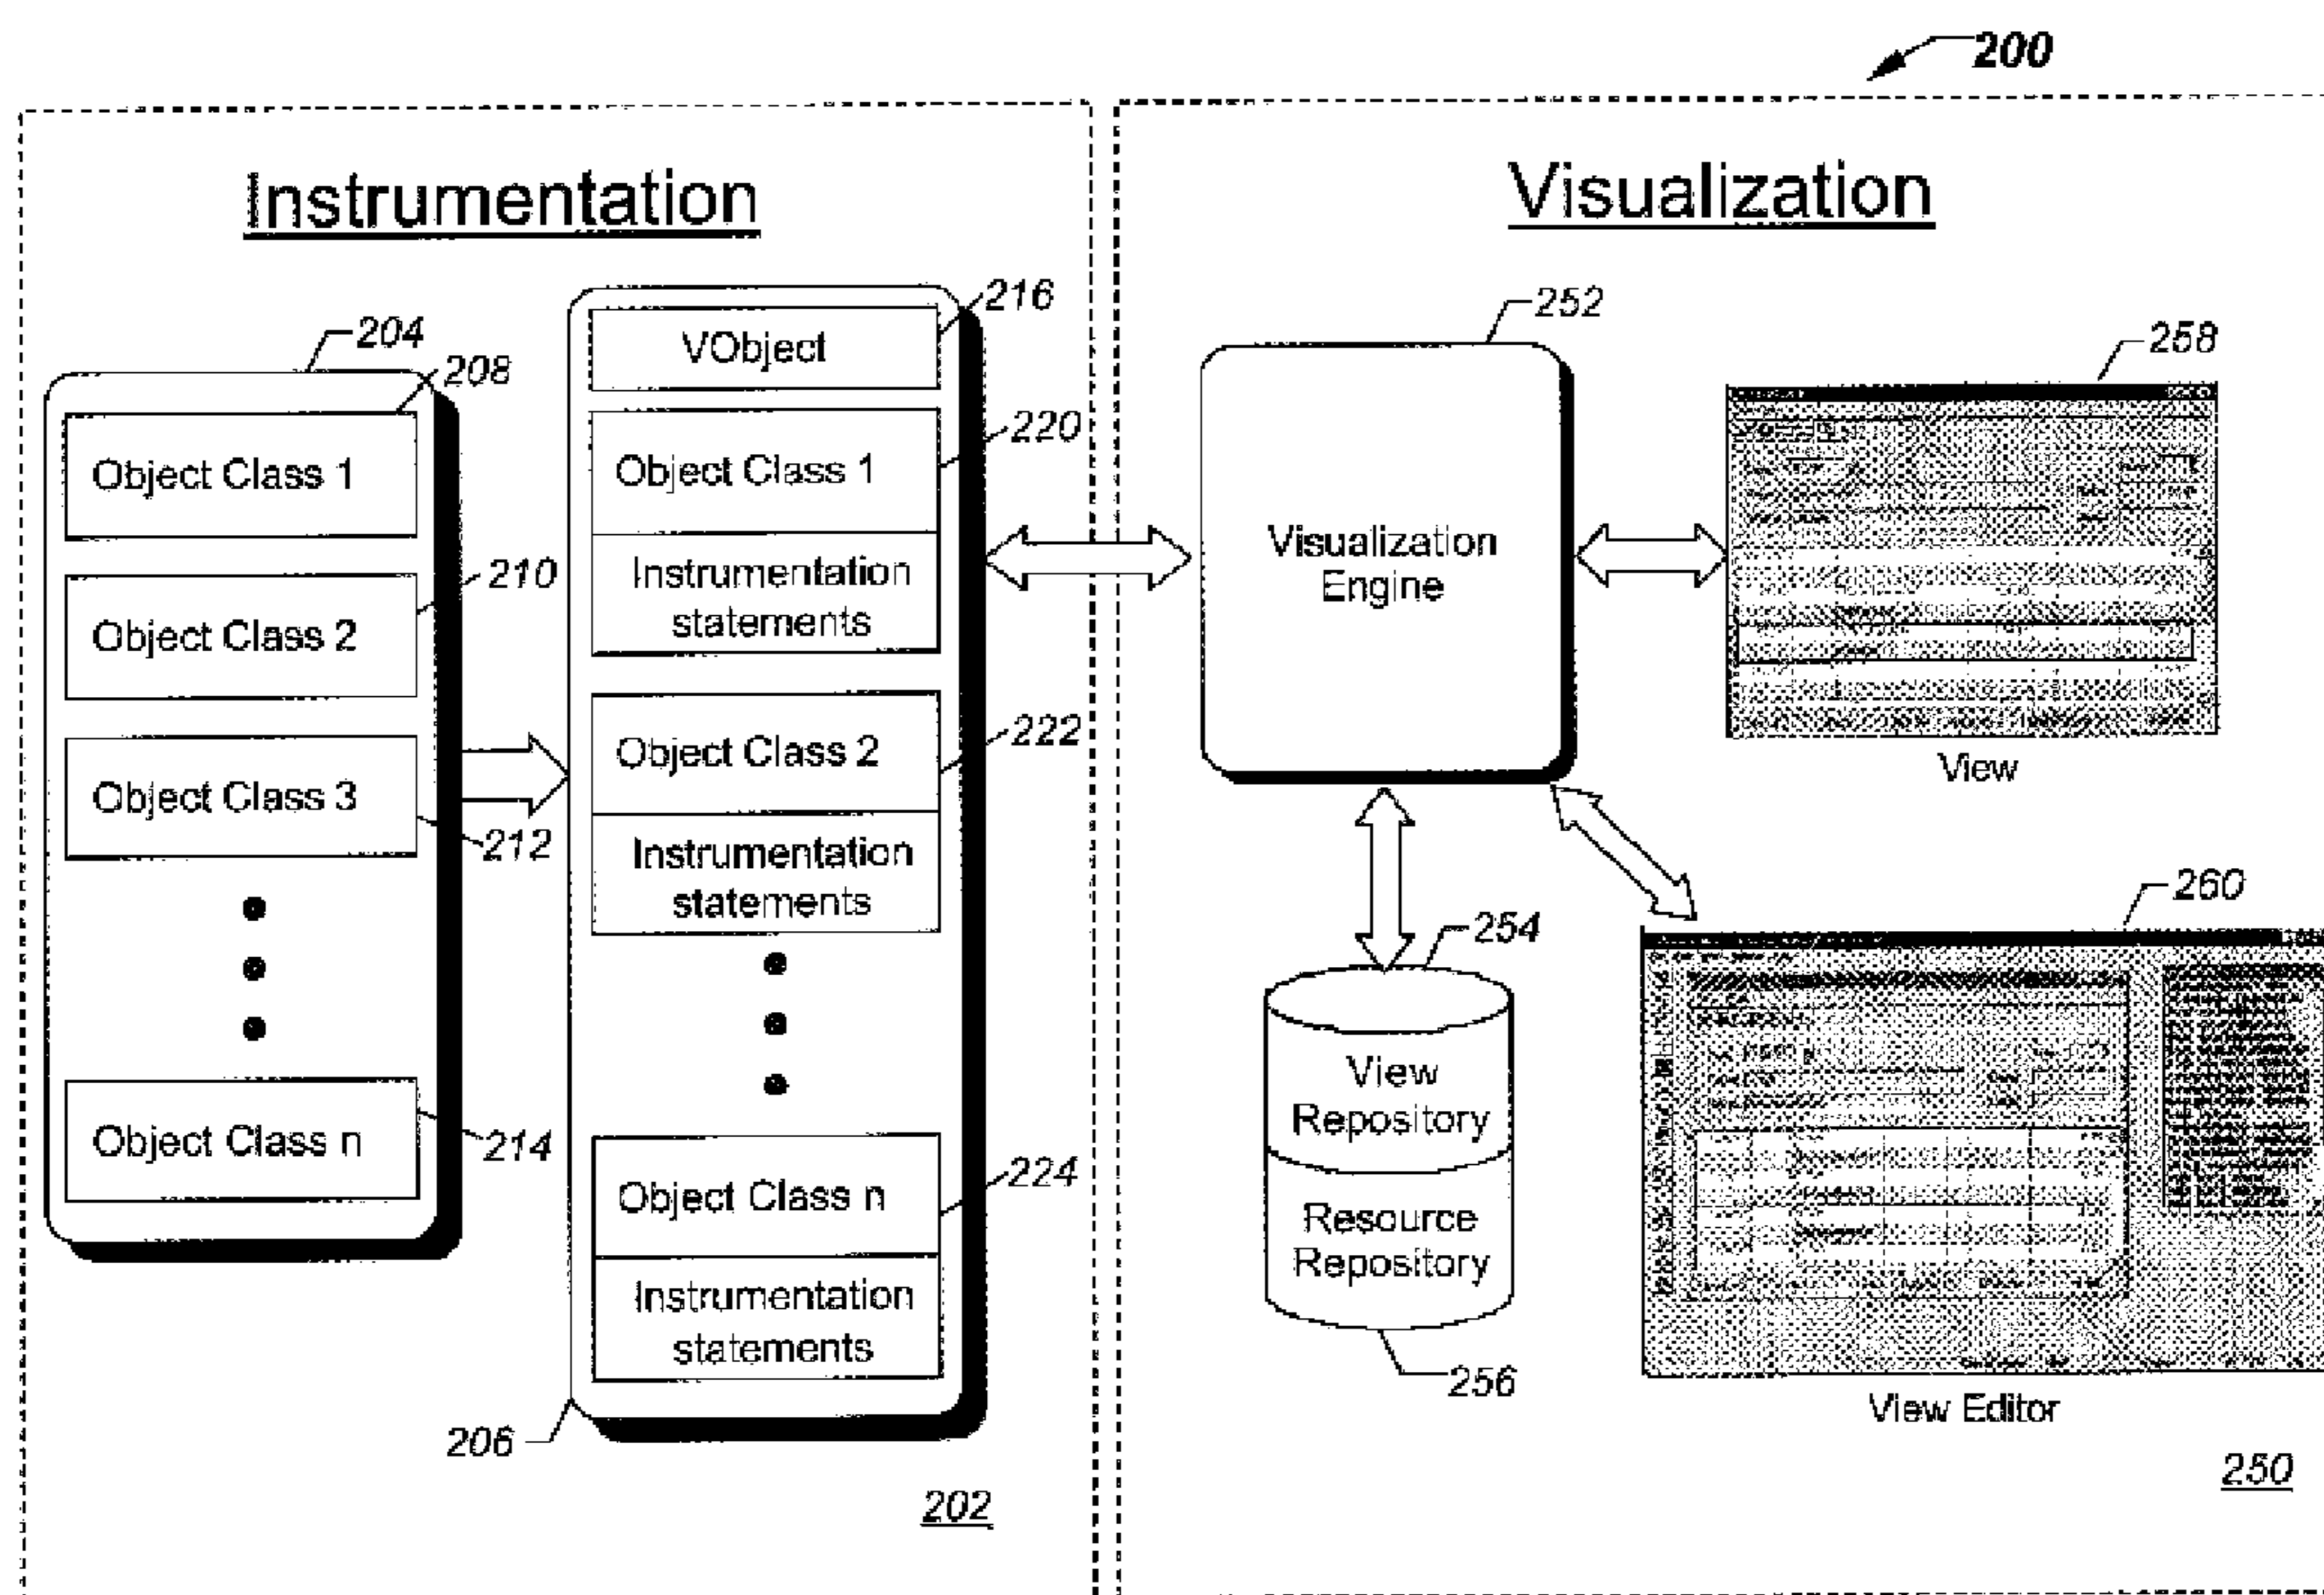 200
Instrumentation
Visualization
204
208
Object Class 1
210
Object Class 2
Object Class 3
212
Object Class n
214
216
VObject
220
Object Class 1
Instrumentation
statements
222
Object Class 2
Instrumentation
statements
224
Object Class n
Instrumentation
statements
206
202
252
Visualization
Engine
258
View
254
View
Repository
Resource
Repository
256
260
View Editor
250